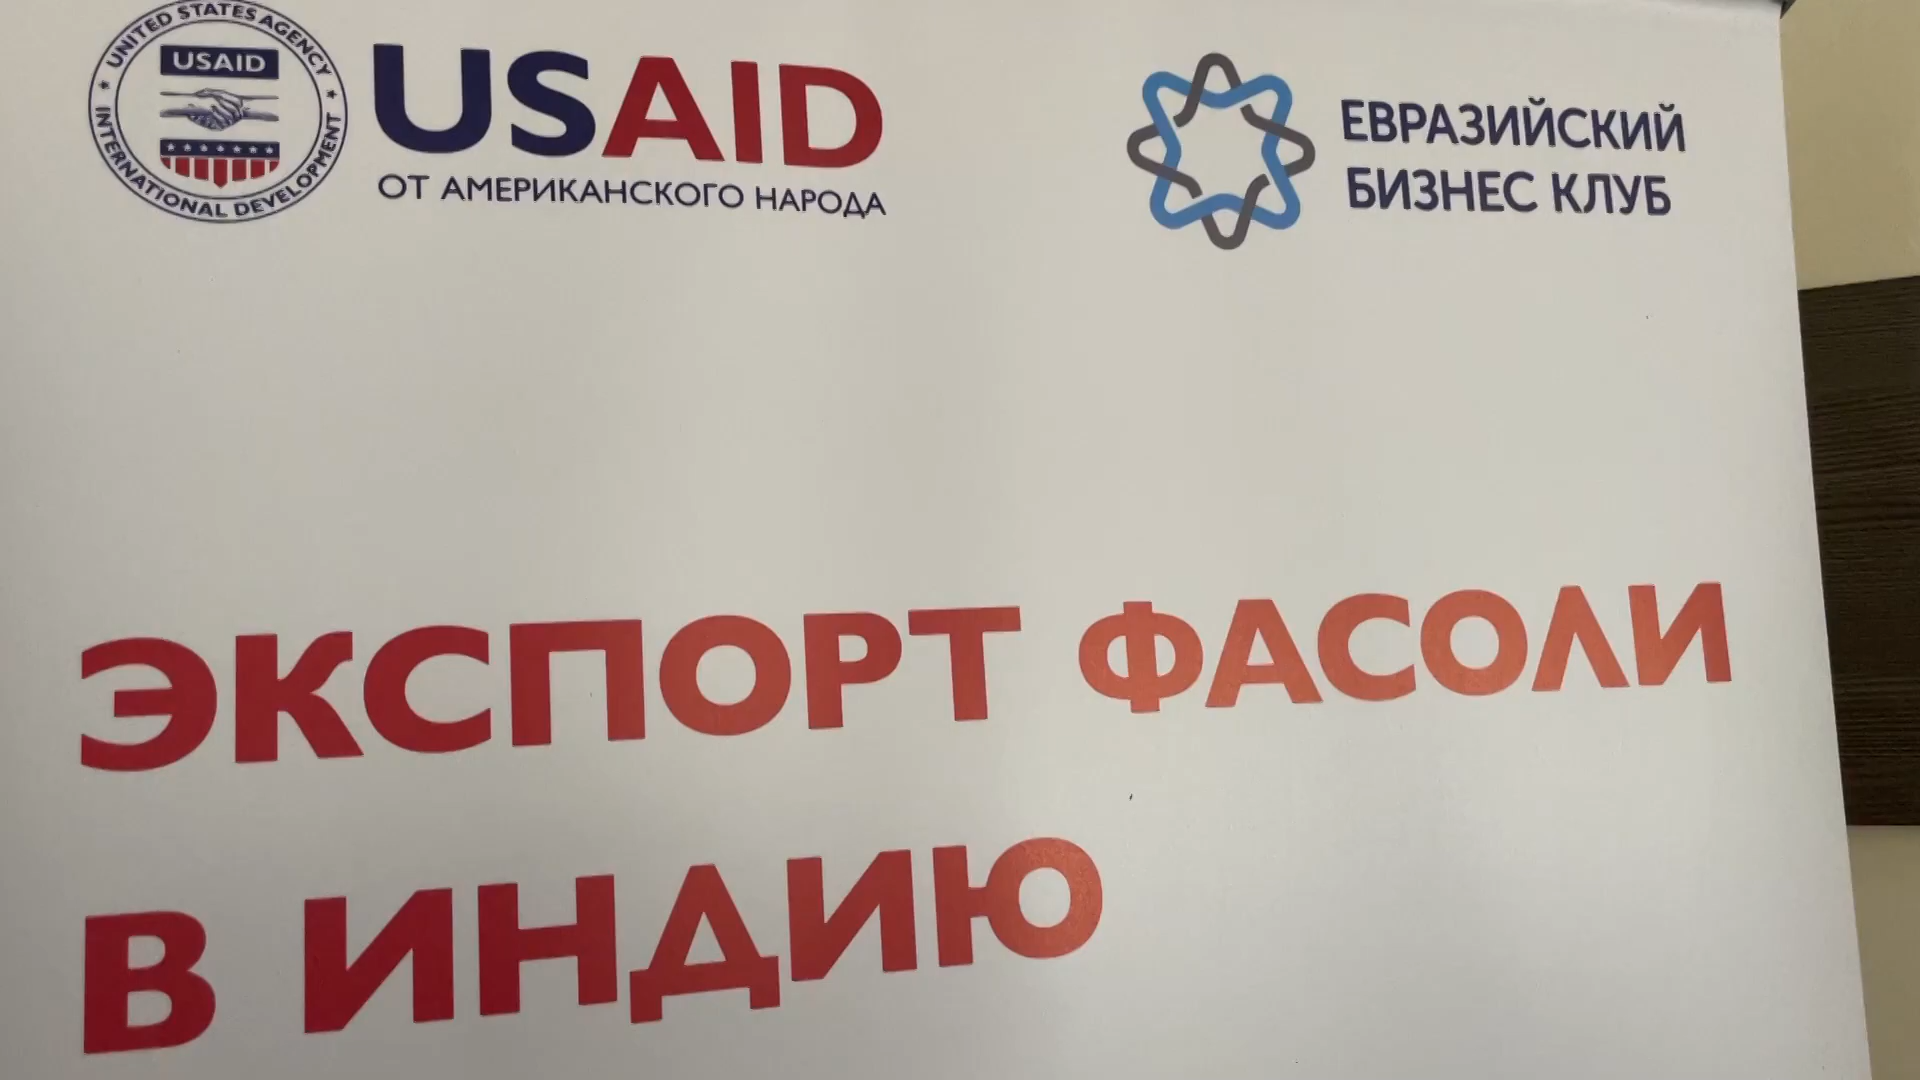 UNITED STATES AGENCY
USAID
INTERNATIONAL DEVELOPMENT
USAID
ОТ АМЕРИКАНСКОГО НАРОДА
ЕВРАЗИЙСКИЙ
БИЗНЕС КЛУБ
ЭКСПОРТ ФАСОЛИ
В ИНДИЮ